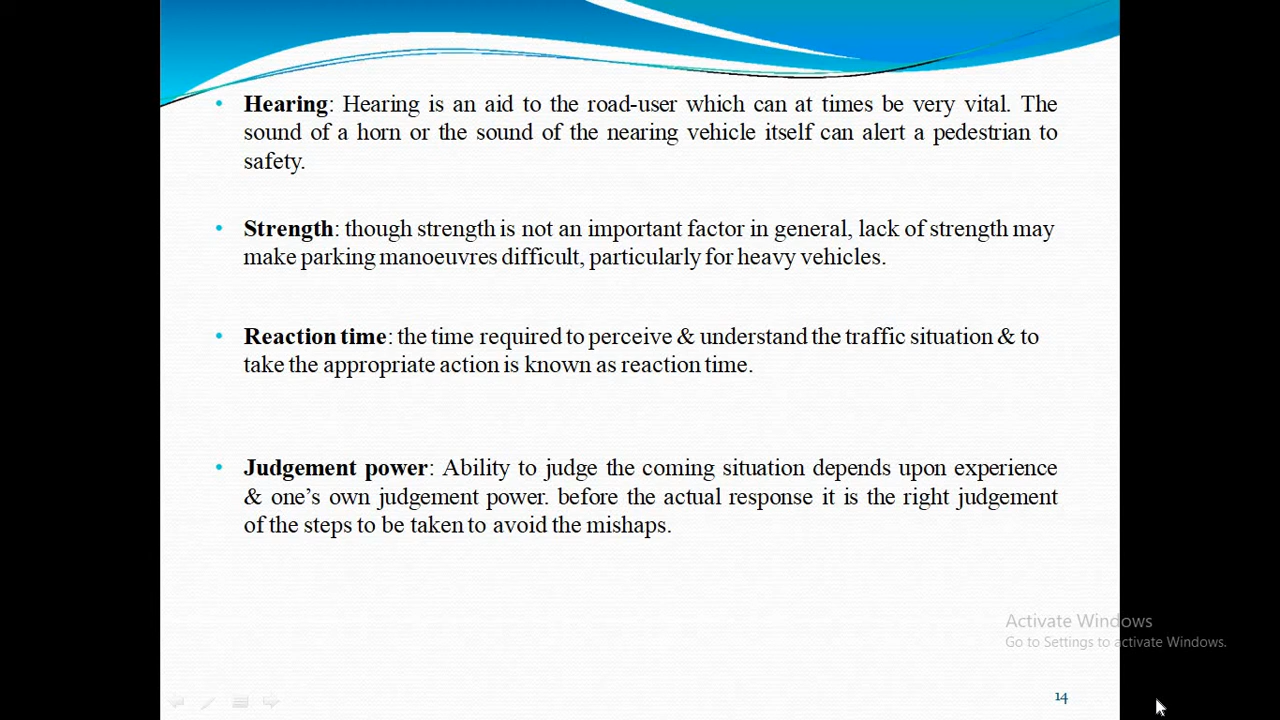 • Hearing: Hearing is an aid to the road-user which can at times be very vital. The
sound of a horn or the sound of the nearing vehicle itself can alert a pedestrian to
safety.
• Strength: though strength is not an important factor in general, lack of strength may
make parking manoeuvres difficult, particularly for heavy vehicles.
• Reaction time: the time required to perceive & understand the traffic situation & to
take the appropriate action is known as reaction time.
• Judgement power: Ability to judge the coming situation depends upon experience
& one’s own judgement power. before the actual response it is the right judgement
of the steps to be taken to avoid the mishaps.
Activate Windows
Go to Settings to activate Windows.
14